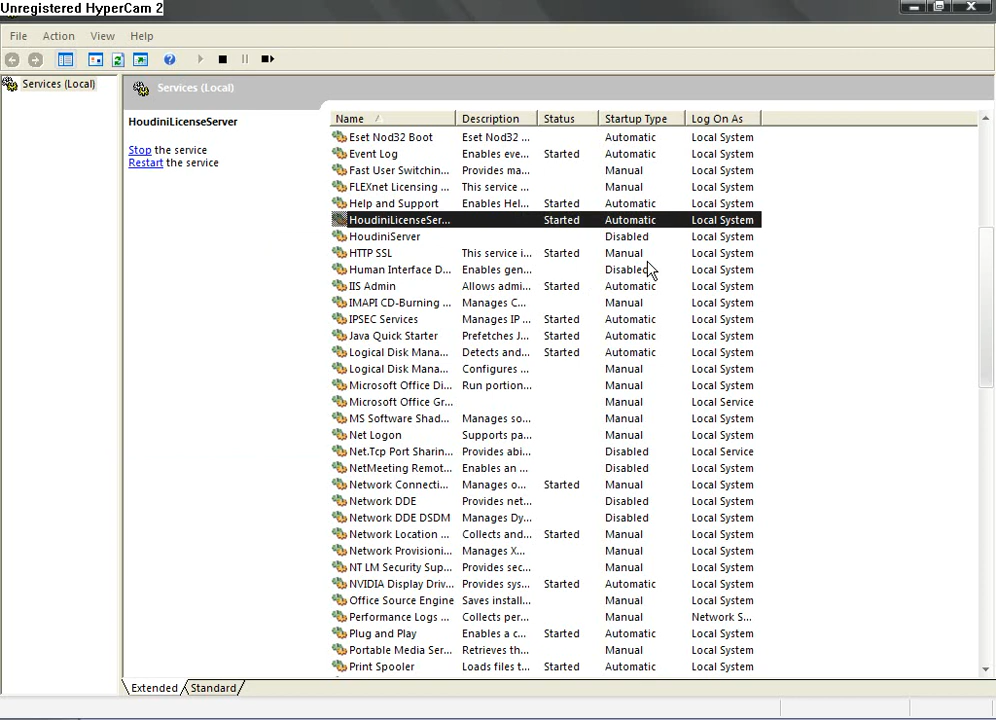 Unregistered HyperCam 2
File Action View Help
Services (Local)
Services (Local)
HoudiniLicenseServer
Stop the service
Restart the service
Name Description Status Startup Type Log On As
Eset Nod32 Boot Eset Nod32 ... Automatic Local System
Event Log Enables eve... Started Automatic Local System
Fast User Switchin... Provides ma... Manual Local System
FLEXnet Licensing ... This service ... Manual Local System
Help and Support Enables Hel... Started Automatic Local System
HoudiniLicenseSer... Started Automatic Local System
HoudiniServer Disabled Local System
HTTP SSL This service i... Started Manual Local System
Human Interface D... Enables gen... Disabled Local System
IIS Admin Allows admi... Started Automatic Local System
IMAPI CD-Burning ... Manages C... Manual Local System
IPSEC Services Manages IP ... Started Automatic Local System
Java Quick Starter Prefetches J... Started Automatic Local System
Logical Disk Mana... Detects and... Started Automatic Local System
Logical Disk Mana... Configures ... Manual Local System
Microsoft Office Di... Run portion... Manual Local System
Microsoft Office Gr... Manual Local Service
MS Software Shad... Manages so... Manual Local System
Net Logon Supports pa... Manual Local System
Net.Tcp Port Sharin... Provides abi... Disabled Local Service
NetMeeting Remot... Enables an ... Disabled Local System
Network Connecti... Manages o... Started Manual Local System
Network DDE Provides net... Disabled Local System
Network DDE DSDM Manages Dy... Disabled Local System
Network Location ... Collects and... Started Manual Local System
Network Provisioni... Manages X... Manual Local System
NT LM Security Sup... Provides sec... Manual Local System
NVIDIA Display Driv... Provides sys... Started Automatic Local System
Office Source Engine Saves install... Manual Local System
Performance Logs ... Collects per... Manual Network S...
Plug and Play Enables a c... Started Automatic Local System
Portable Media Ser... Retrieves th... Manual Local System
Print Spooler Loads files t... Started Automatic Local System
Extended Standard